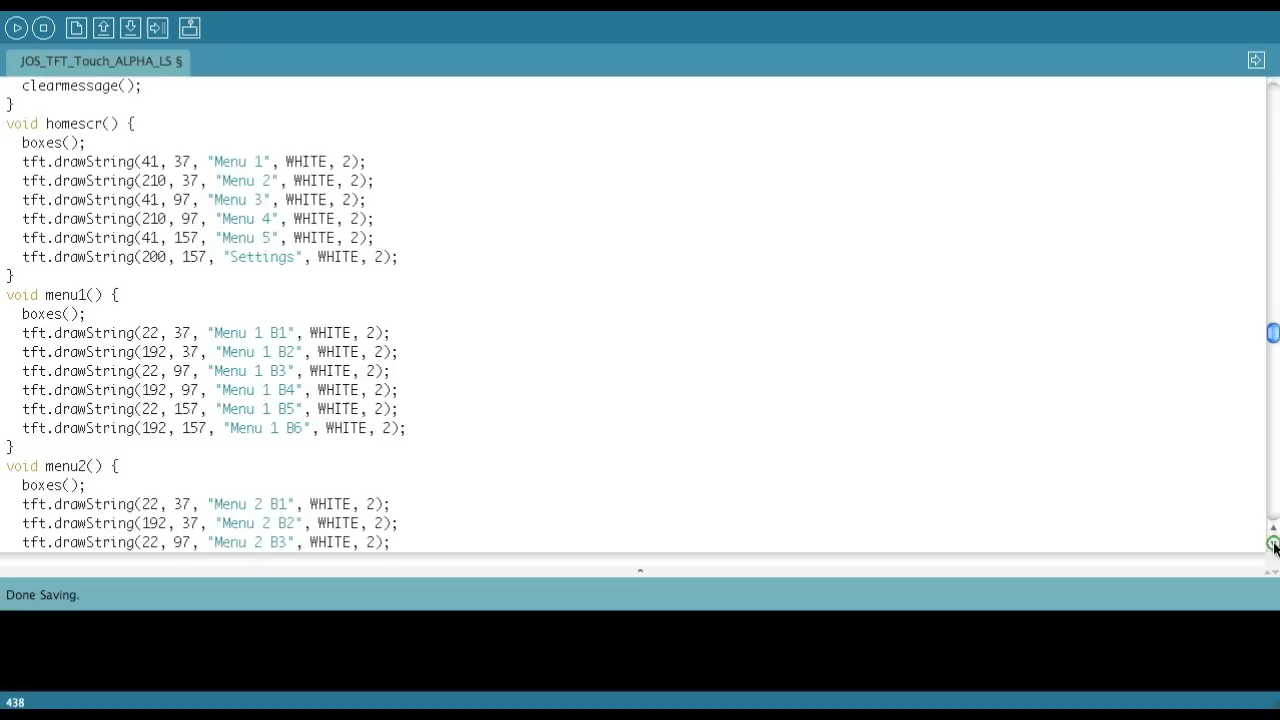 JOS_TFT_Touch_ALPHA_LS §
clearmessage();
}
void homescr() {
boxes();
tft.drawString(41, 37, "Menu 1", WHITE, 2);
tft.drawString(210, 37, "Menu 2", WHITE, 2);
tft.drawString(41, 97, "Menu 3", WHITE, 2);
tft.drawString(210, 97, "Menu 4", WHITE, 2);
tft.drawString(41, 157, "Menu 5", WHITE, 2);
tft.drawString(200, 157, "Settings", WHITE, 2);
}
void menu1() {
boxes();
tft.drawString(22, 37, "Menu 1 B1", WHITE, 2);
tft.drawString(192, 37, "Menu 1 B2", WHITE, 2);
tft.drawString(22, 97, "Menu 1 B3", WHITE, 2);
tft.drawString(192, 97, "Menu 1 B4", WHITE, 2);
tft.drawString(22, 157, "Menu 1 B5", WHITE, 2);
tft.drawString(192, 157, "Menu 1 B6", WHITE, 2);
}
void menu2() {
boxes();
tft.drawString(22, 37, "Menu 2 B1", WHITE, 2);
tft.drawString(192, 37, "Menu 2 B2", WHITE, 2);
tft.drawString(22, 97, "Menu 2 B3", WHITE, 2);
Done Saving.
438